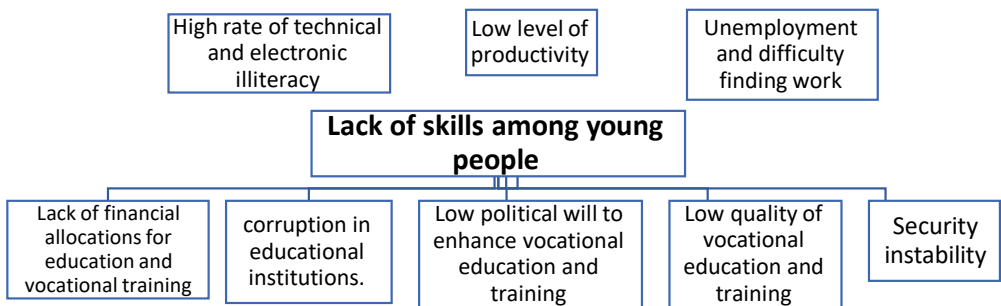 High rate of technical
and electronic
illiteracy
Low level of
productivity
Unemployment
and difficulty
finding work
Lack of skills among young
people
Lack of financial
allocations for
education and
vocational training
corruption in
educational
institutions.
Low political will to
enhance vocational
education and
training
Low quality of
vocational
education and
training
Security
instability